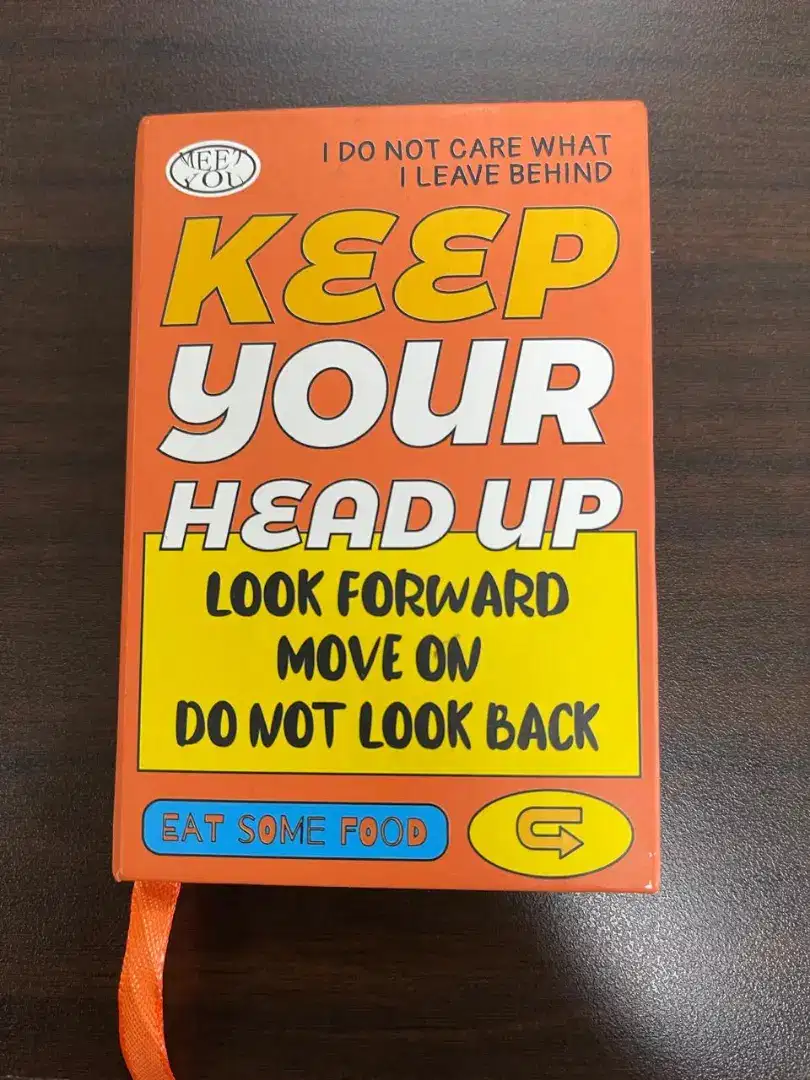 MEET
YOU
I DO NOT CARE WHAT
I LEAVE BEHIND
KEEP
YOUR
HEAD UP
LOOK FORWARD
MOVE ON
DO NOT LOOK BACK
EAT SOME FOOD